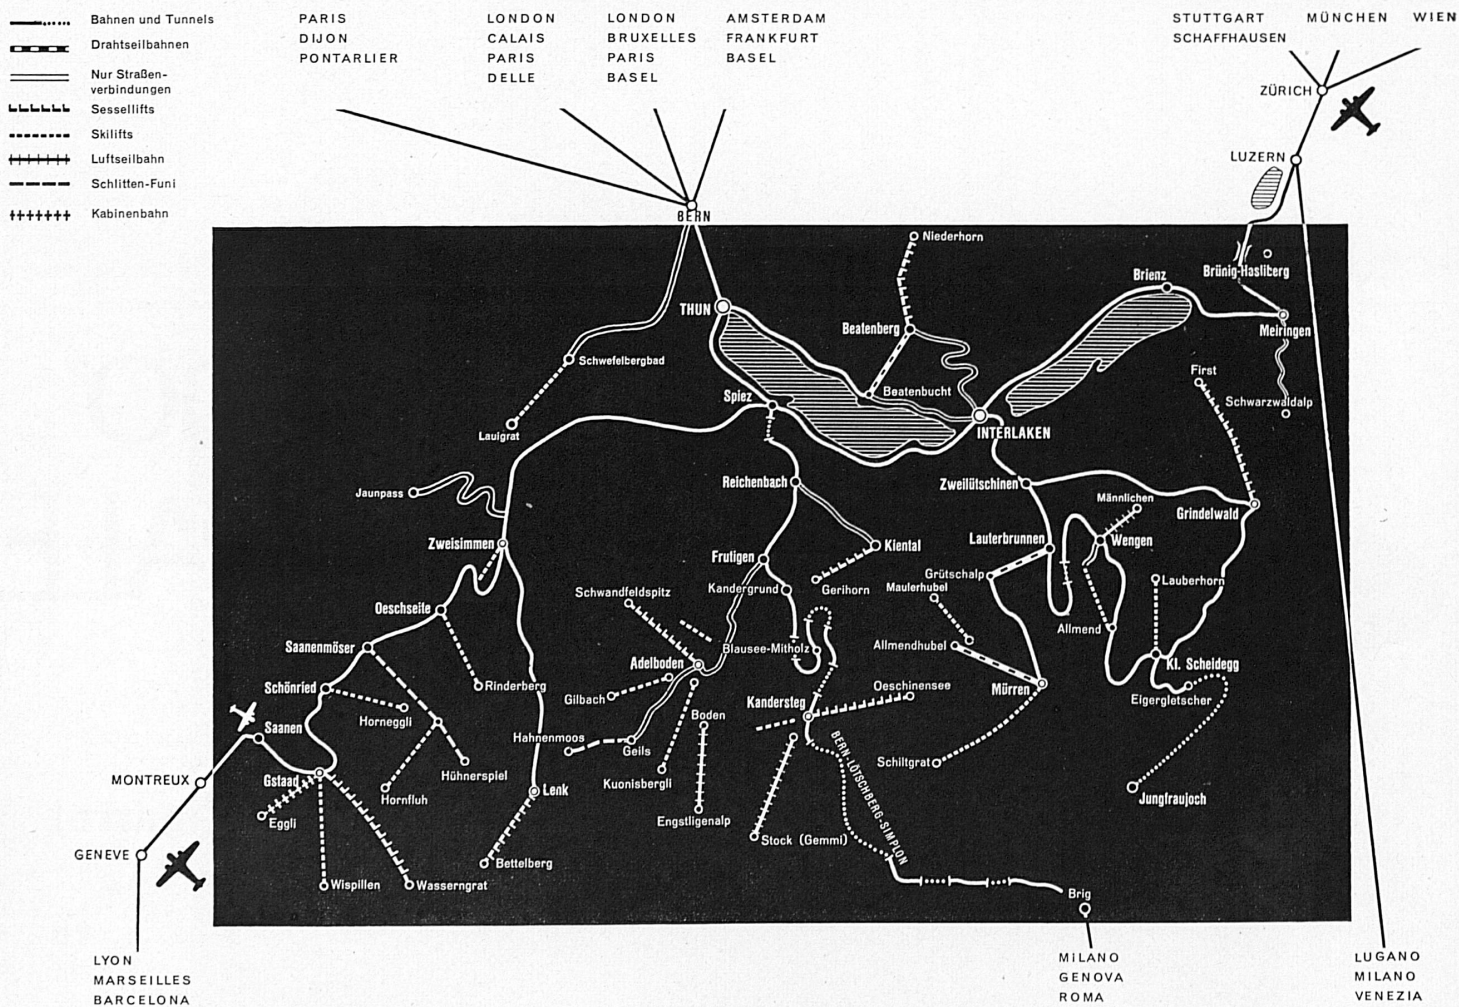 Bahnen und Tunnels
Drahtseilbahnen
Nur Straßen-
verbindungen
Sessellifts
Skilifts
Luftseilbahn
Schlitten-Funi
Kabinenbahn
PARIS
DIJON
PONTARLIER
LONDON
CALAIS
PARIS
DELLE
LONDON
BRUXELLES
PARIS
BASEL
AMSTERDAM
FRANKFURT
BASEL
STUTTGART
SCHAFFHAUSEN
MÜNCHEN
WIEN
ZÜRICH
LUZERN
BERN
Niederhorn
Brünig-Hasliberg
Brienz
THUN
Beatenberg
Meiringen
Schwefelbergbad
First
Beatenbucht
Spiez
Schwarzwaldalp
Lauigrat
INTERLAKEN
Reichenbach
Zweilütschinen
Jaunpass
Männlichen
Grindelwald
Zweisimmen
Kiental
Lauterbrunnen
Wengen
Frutigen
Grütschalp
Lauberhorn
Schwandfeldspitz
Kandergrund
Gerihorn
Maulerhubel
Oeschseite
Allmend
Saanenmöser
Blausee-Mitholz
Allmendhubel
Adelboden
Kl. Scheidegg
Schönried
Rinderberg
Gilbach
Oeschinensee
Mürren
Eigergletscher
Kandersteg
Horneggli
Boden
Saanen
Hahnenmoos
Geils
BERN-LÖTSCHBERG-SIMPLON
Schiltgrat
Hühnerspiel
Gstaad
MONTREUX
Kuonisbergli
Lenk
Hornfluh
Jungfraujoch
Eggli
Engstligenalp
Stock (Gemmi)
GENEVE
Bettelberg
Wispillen
Wasserngrat
Brig
LYON
MARSEILLES
BARCELONA
MILANO
GENOVA
ROMA
LUGANO
MILANO
VENEZIA